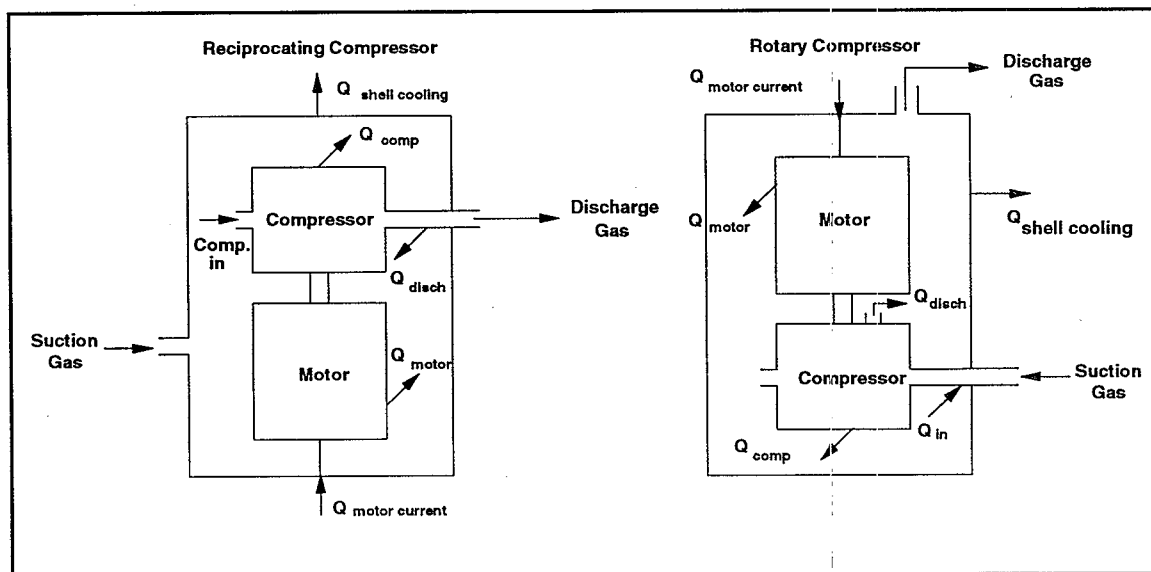 Reciprocating Compressor
Q shell cooling
Q comp
Compressor
Comp.
in
Discharge
Gas
Q disch
Suction
Gas
Q motor
Motor
Q motor current
Rotary Compressor
Q motor current
Discharge
Gas
Q motor
Motor
Q shell cooling
Q disch
Compressor
Suction
Gas
Q in
Q comp